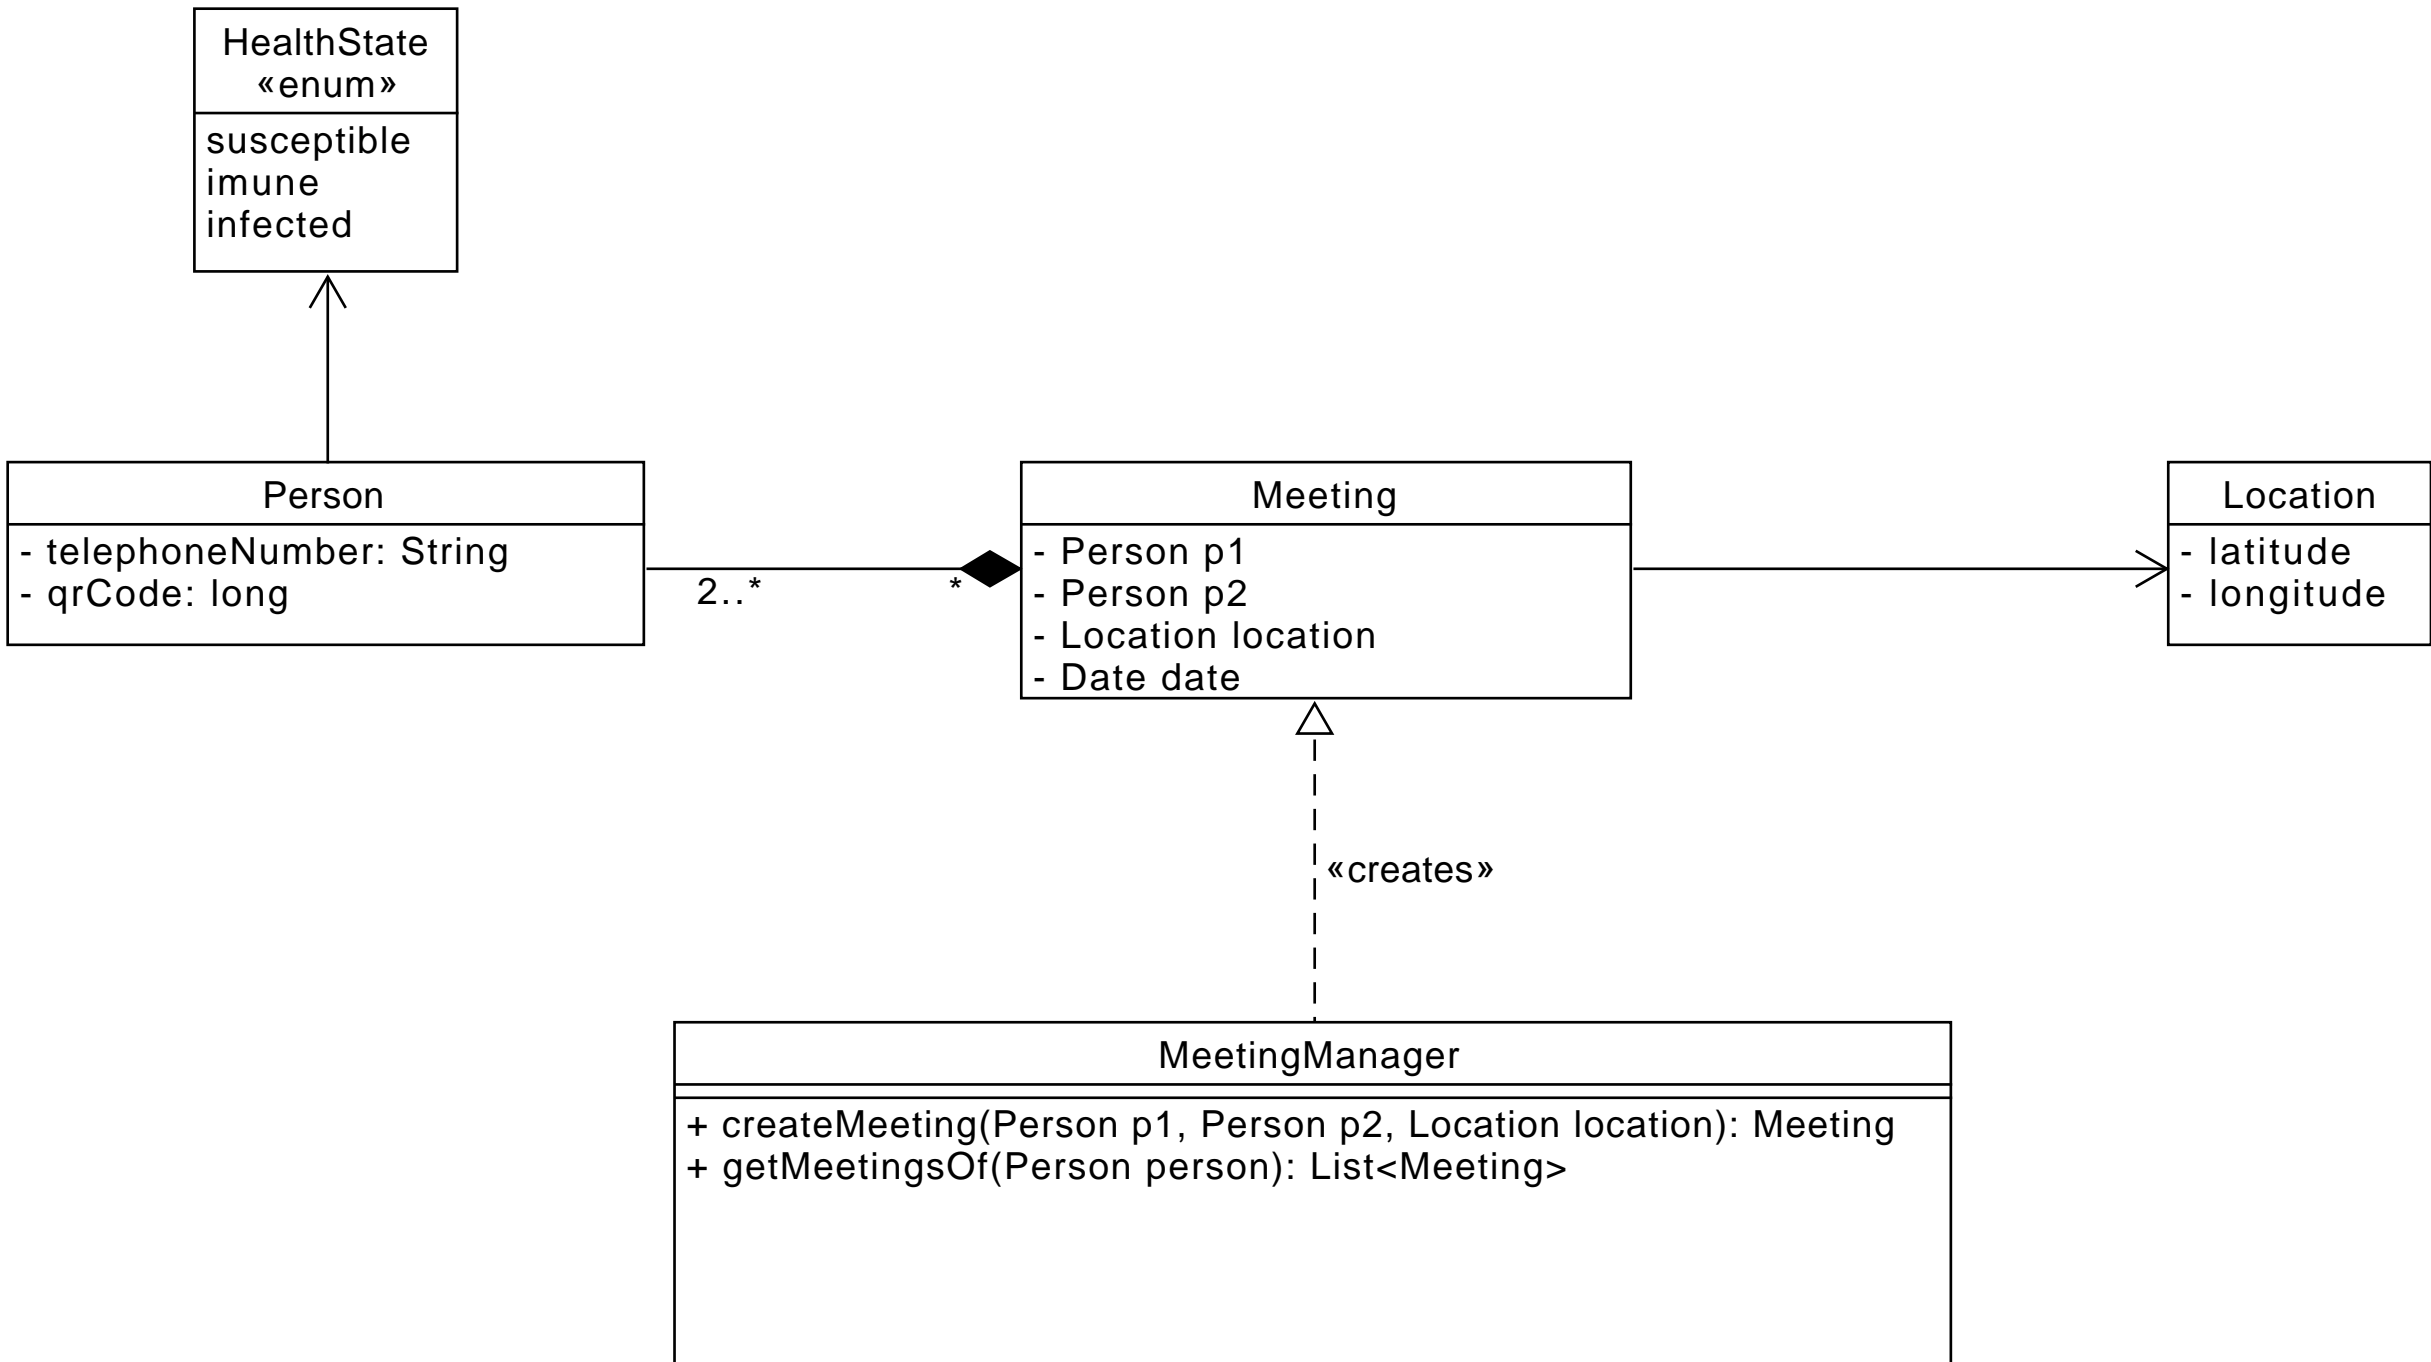 HealthState
«enum»
susceptible
imune
infected
Person
- telephoneNumber: String
- qrCode: long
2..*
*
Meeting
- Person p1
- Person p2
- Location location
- Date date
Location
- latitude
- longitude
«creates»
MeetingManager
+ createMeeting(Person p1, Person p2, Location location): Meeting
+ getMeetingsOf(Person person): List<Meeting>